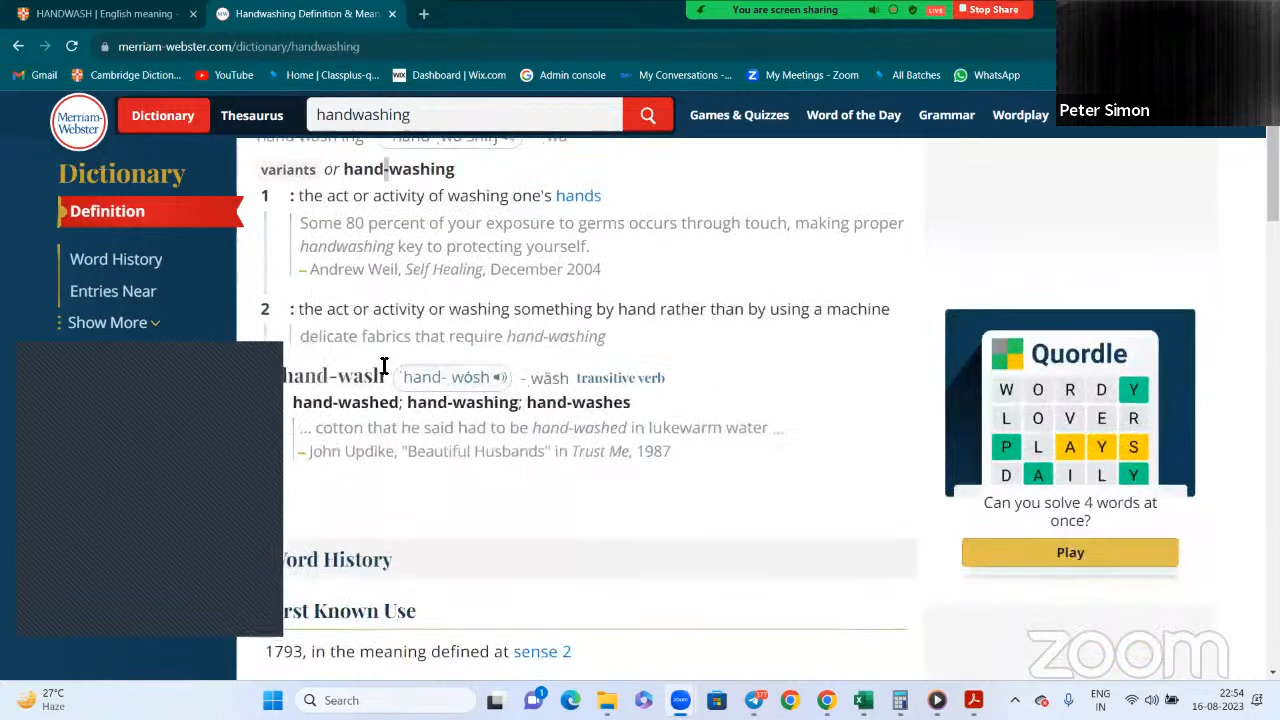 HANDWASH | English meaning -
Handwashing Definition & Mean
You are screen sharing
LIVE
Stop Share
merriam-webster.com/dictionary/handwashing
Gmail
Cambridge Diction...
YouTube
Home | Classplus-q...
WIX Dashboard | Wix.com
Admin console
My Conversations -...
My Meetings - Zoom
All Batches
WhatsApp
Peter Simon
Merriam-
Webster
Dictionary
Thesaurus
handwashing
Games & Quizzes
Word of the Day
Grammar
Wordplay
Dictionary
Definition
Word History
Entries Near
Show More
variants or hand-washing
1 : the act or activity of washing one's hands
Some 80 percent of your exposure to germs occurs through touch, making proper
handwashing key to protecting yourself.
– Andrew Weil, Self Healing, December 2004
2 : the act or activity or washing something by hand rather than by using a machine
delicate fabrics that require hand-washing
hand-wash ˈhand-ˌwȯsh -ˌwäsh transitive verb
hand-washed; hand-washing; hand-washes
... cotton that he said had to be hand-washed in lukewarm water ...
– John Updike, "Beautiful Husbands" in Trust Me, 1987
ord History
rst Known Use
1793, in the meaning defined at sense 2
Quordle
W O R D Y
L O V E R
P L A Y S
D A I L Y
Can you solve 4 words at
once?
Play
zoom
27°C
Haze
Search
1
377
ENG
IN
22:54
16-08-2023